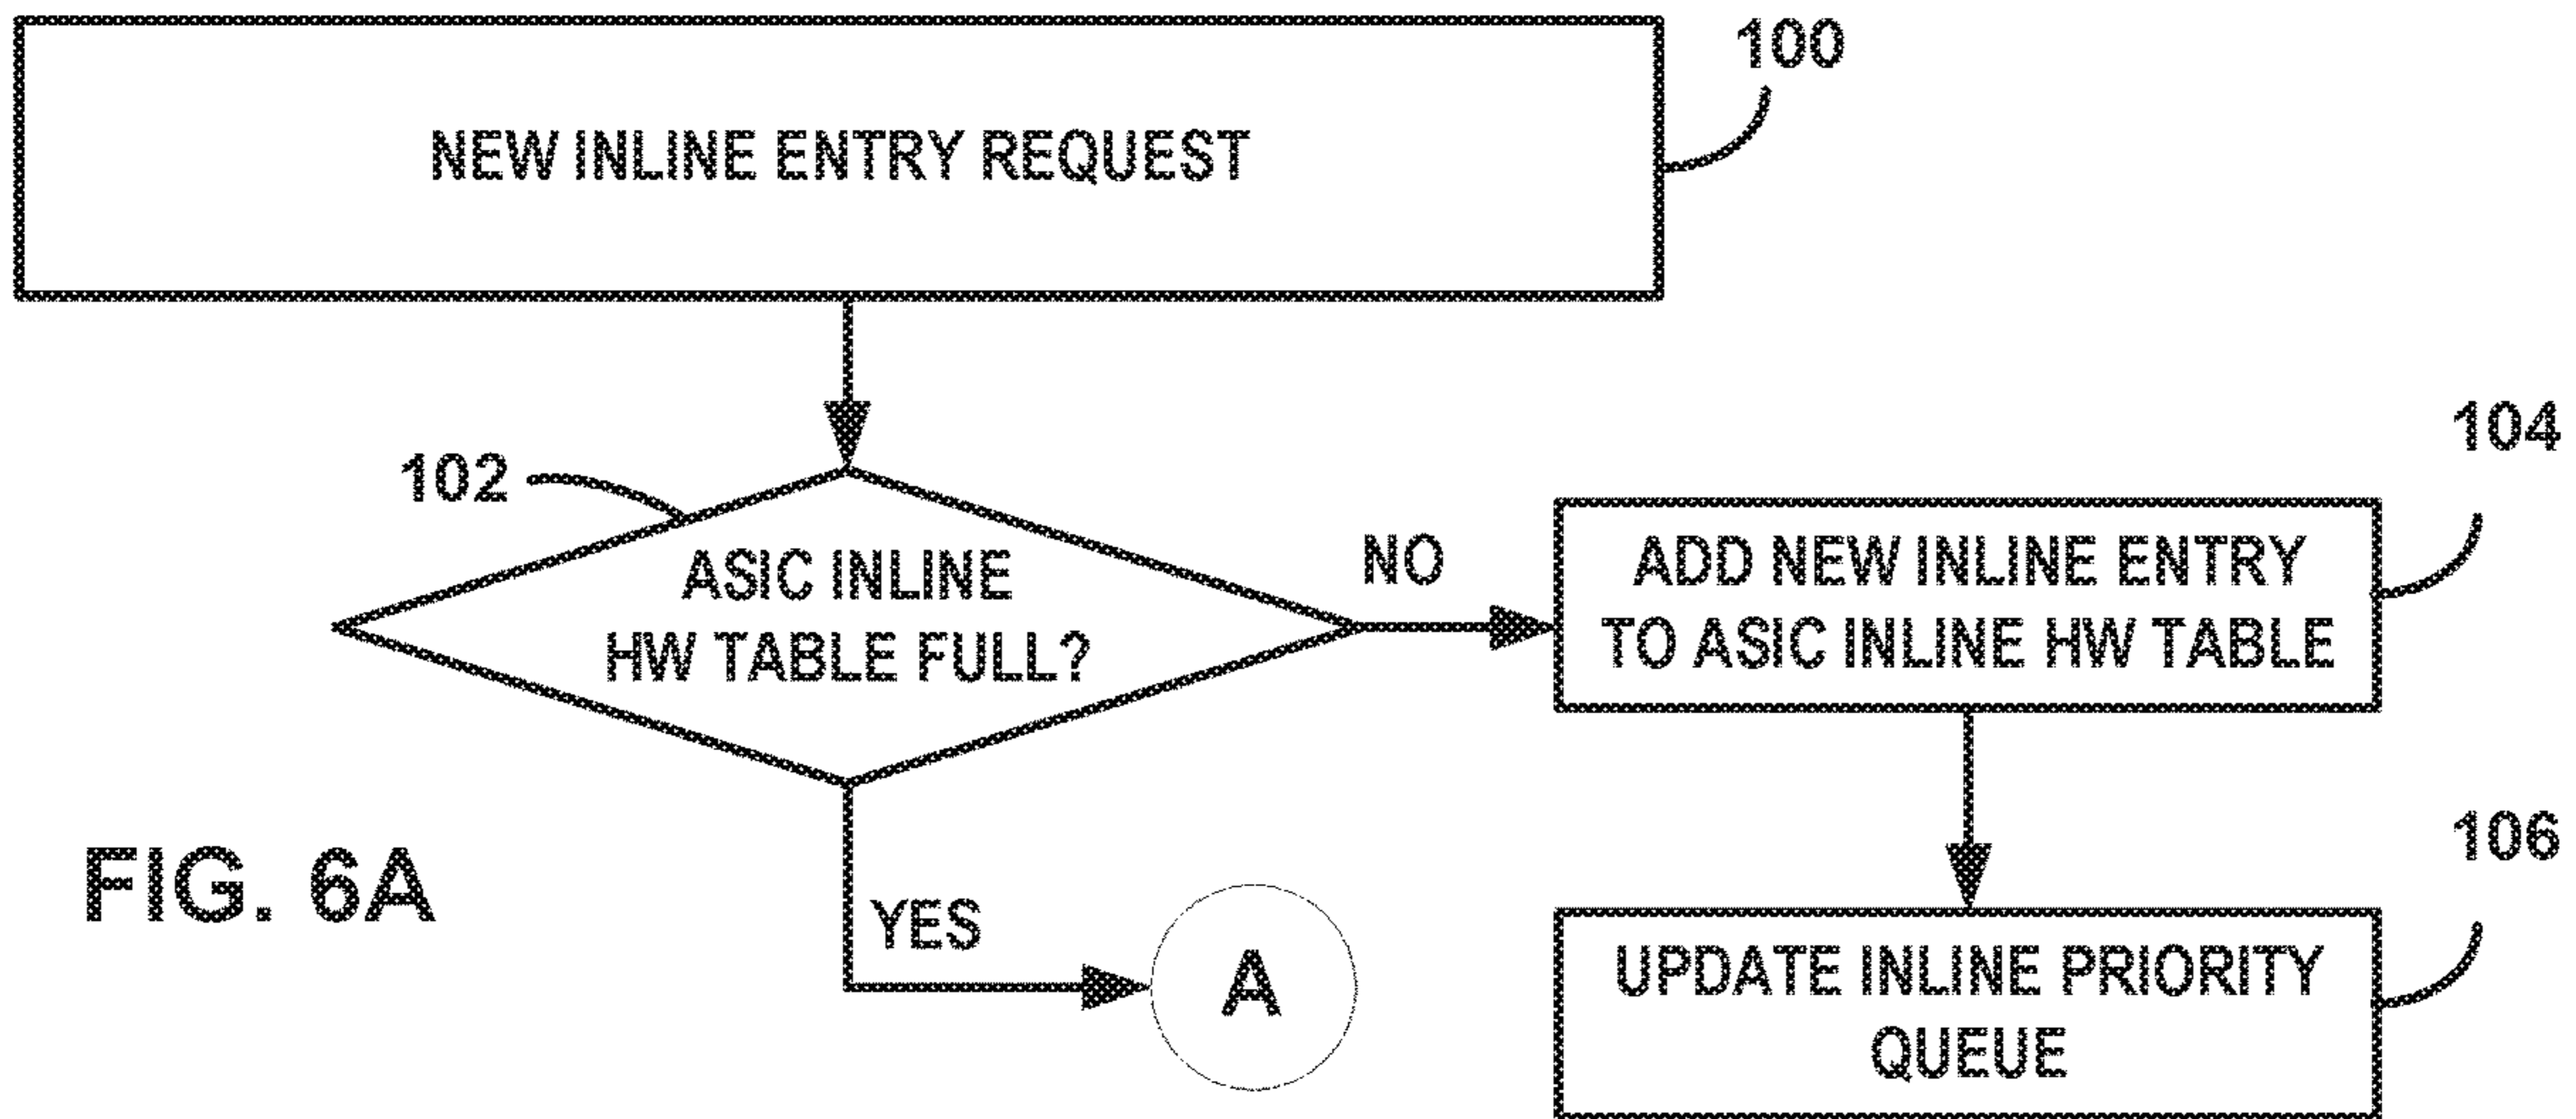 100
NEW INLINE ENTRY REQUEST
102
ASIC INLINE
HW TABLE FULL?
NO
104
ADD NEW INLINE ENTRY
TO ASIC INLINE HW TABLE
YES
A
106
UPDATE INLINE PRIORITY
QUEUE
FIG. 6A